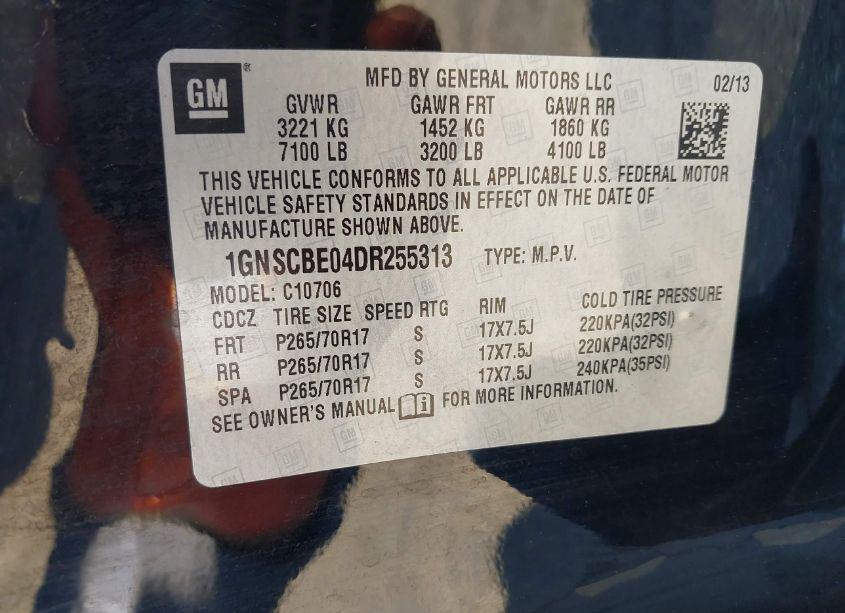 GM ®
MFD BY GENERAL MOTORS LLC 02/13
GVWR GAWR FRT GAWR RR
3221 KG 1452 KG 1860 KG
7100 LB 3200 LB 4100 LB
THIS VEHICLE CONFORMS TO ALL APPLICABLE U.S. FEDERAL MOTOR
VEHICLE SAFETY STANDARDS IN EFFECT ON THE DATE OF
MANUFACTURE SHOWN ABOVE.
1GNSCBE04DR255313 TYPE: M.P.V.
MODEL: C10706
CDCZ TIRE SIZE SPEED RTG RIM COLD TIRE PRESSURE
FRT P265/70R17 S 17X7.5J 220KPA(32PSI)
RR P265/70R17 S 17X7.5J 220KPA(32PSI)
SPA P265/70R17 S 17X7.5J 240KPA(35PSI)
SEE OWNER'S MANUAL i FOR MORE INFORMATION.